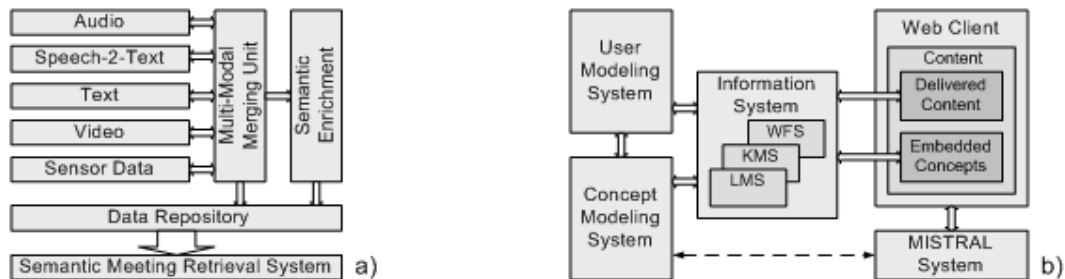 Audio
Speech-2-Text
Text
Video
Sensor Data
Multi-Modal
Merging Unit
Semantic
Enrichment
Data Repository
Semantic Meeting Retrieval System
a)
User
Modeling
System
Concept
Modeling
System
Information
System
WFS
KMS
LMS
Web Client
Content
Delivered
Content
Embedded
Concepts
MISTRAL
System
b)